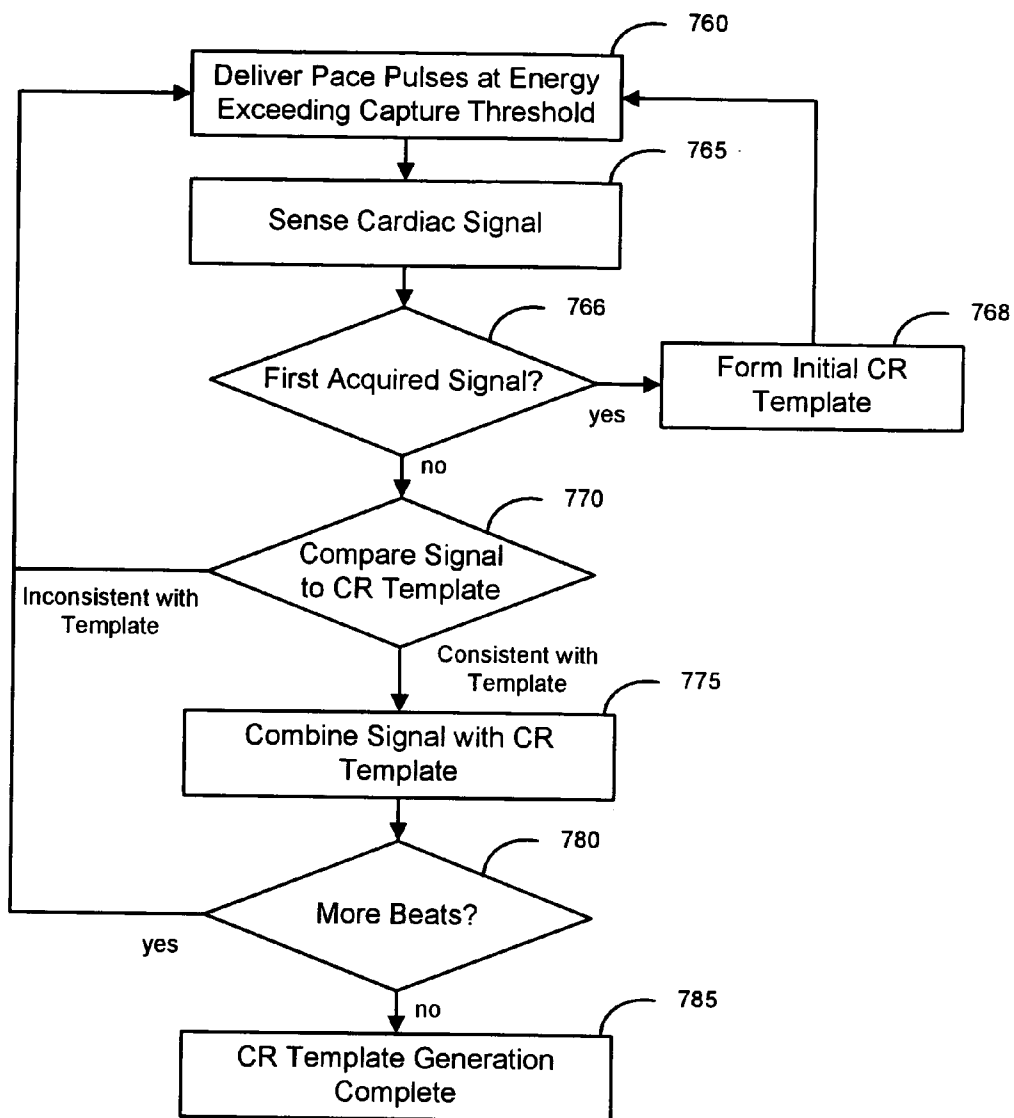 760
Deliver Pace Pulses at Energy
Exceeding Capture Threshold
765
Sense Cardiac Signal
766
First Acquired Signal?
yes
768
Form Initial CR
Template
no
770
Compare Signal
to CR Template
Inconsistent with
Template
Consistent with
Template
775
Combine Signal with CR
Template
780
More Beats?
yes
no
785
CR Template Generation
Complete